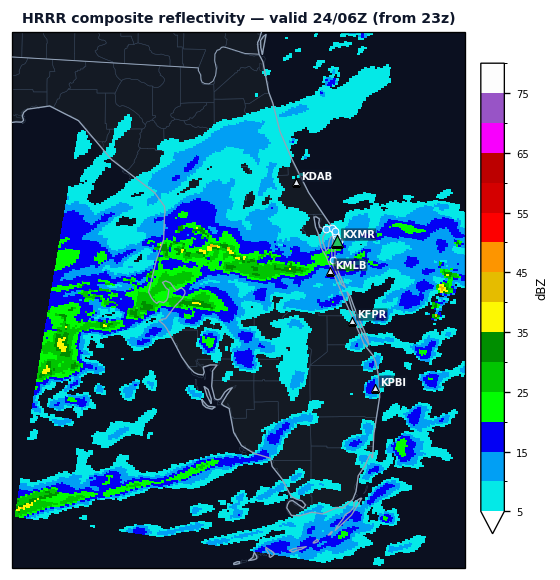 HRRR composite reflectivity — valid 24/06Z (from 23z)
KDAB
KXMR
KMLB
KFPR
KPBI
75
65
55
45
35
25
15
5
dBZ